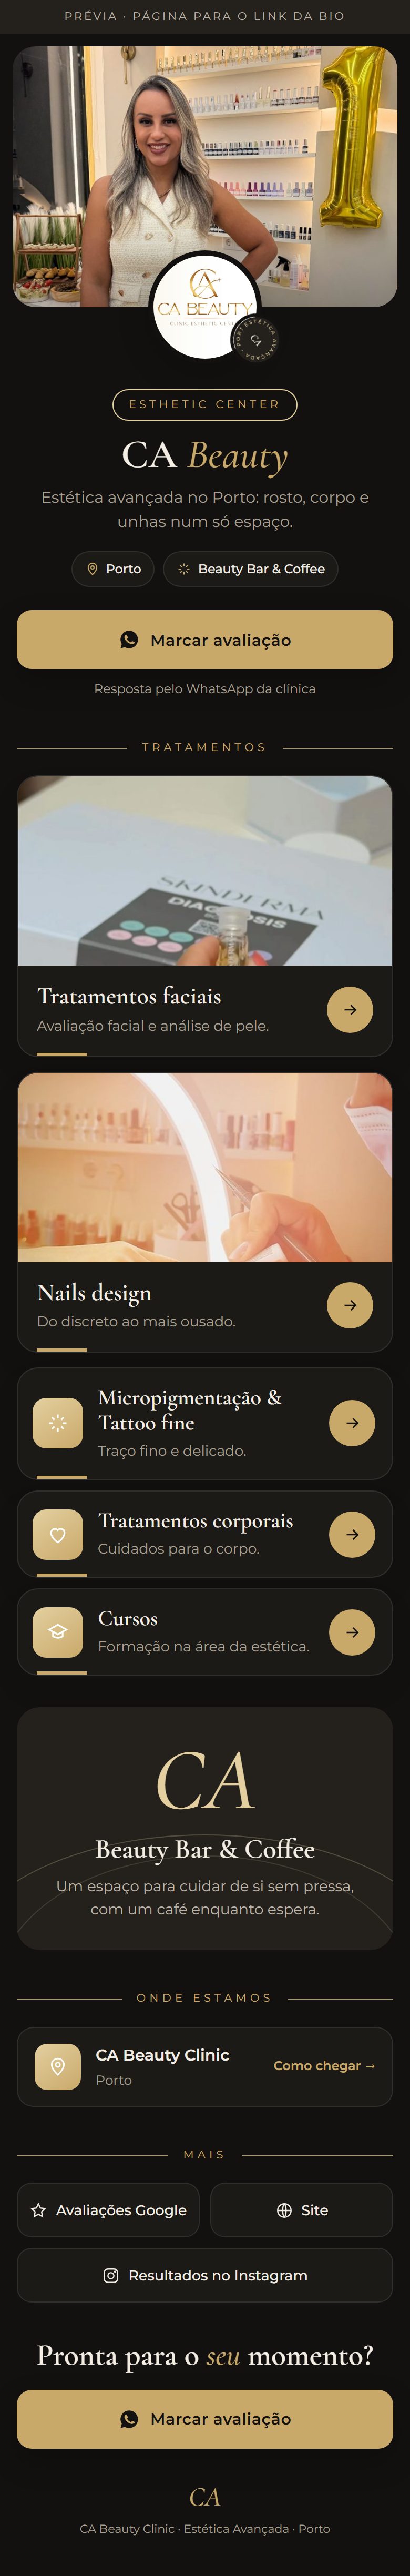 PRÉVIA · PÁGINA PARA O LINK DA BIO
CA BEAUTY
CA
ESTHETIC CENTER
CA Beauty
Estética avançada no Porto: rosto, corpo e
unhas num só espaço.
Porto
Beauty Bar & Coffee
Marcar avaliação
Resposta pelo WhatsApp da clínica
TRATAMENTOS
SKINDERMA
DIAGNOSIS
Tratamentos faciais
Avaliação facial e análise de pele.
Nails design
Do discreto ao mais ousado.
Micropigmentação &
Tattoo fine
Traço fino e delicado.
Tratamentos corporais
Cuidados para o corpo.
Cursos
Formação na área da estética.
CA
Beauty Bar & Coffee
Um espaço para cuidar de si sem pressa,
com um café enquanto espera.
ONDE ESTAMOS
CA Beauty Clinic
Porto
Como chegar →
MAIS
Avaliações Google
Site
Resultados no Instagram
Pronta para o seu momento?
Marcar avaliação
CA
CA Beauty Clinic · Estética Avançada · Porto